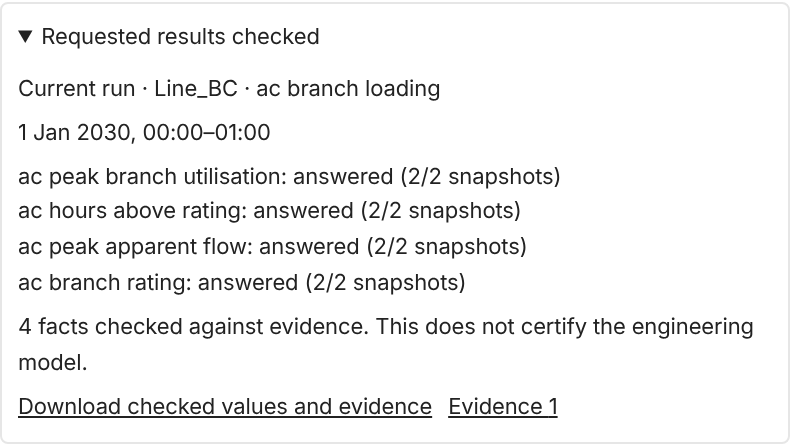 ▼ Requested results checked
Current run · Line_BC · ac branch loading
1 Jan 2030, 00:00–01:00
ac peak branch utilisation: answered (2/2 snapshots)
ac hours above rating: answered (2/2 snapshots)
ac peak apparent flow: answered (2/2 snapshots)
ac branch rating: answered (2/2 snapshots)
4 facts checked against evidence. This does not certify the engineering
model.
Download checked values and evidence Evidence 1